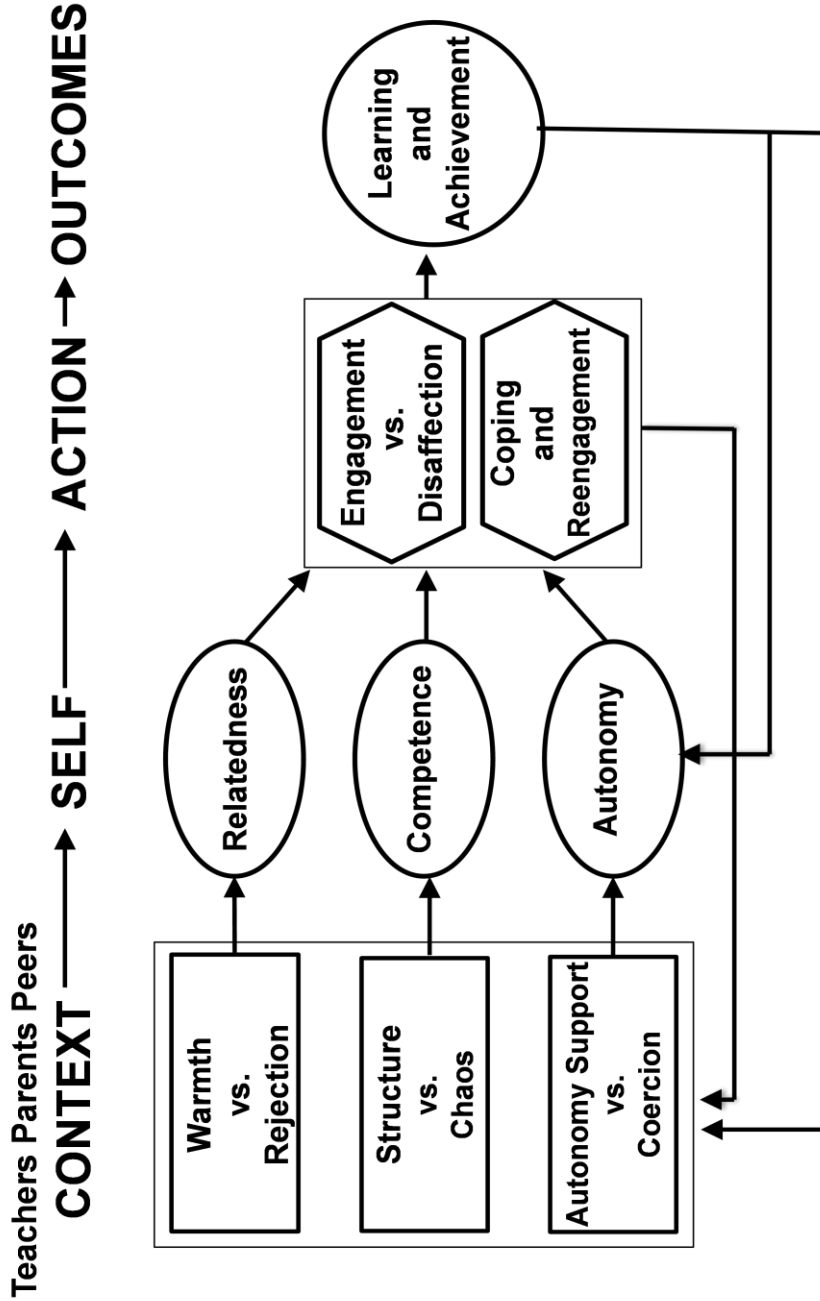 Teachers Parents Peers
CONTEXT SELF ACTION OUTCOMES
Warmth
vs.
Rejection
Structure
vs.
Chaos
Autonomy Support
vs.
Coercion
Relatedness
Competence
Autonomy
Engagement
vs.
Disaffection
Coping
and
Reengagement
Learning
and
Achievement